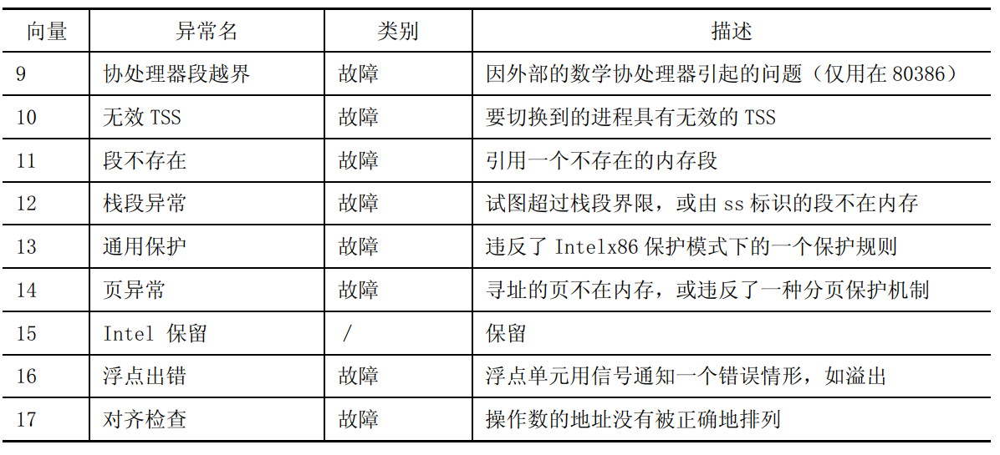 向量 异常名 类别 描述
9 协处理器段越界 故障 因外部的数学协处理器引起的问题（仅用在 80386）
10 无效 TSS 故障 要切换到的进程具有无效的 TSS
11 段不存在 故障 引用一个不存在的内存段
12 栈段异常 故障 试图超过栈段界限，或由 ss 标识的段不在内存
13 通用保护 故障 违反了 Intelx86 保护模式下的一个保护规则
14 页异常 故障 寻址的页不在内存，或违反了一种分页保护机制
15 Intel 保留 / 保留
16 浮点出错 故障 浮点单元用信号通知一个错误情形，如溢出
17 对齐检查 故障 操作数的地址没有被正确地排列